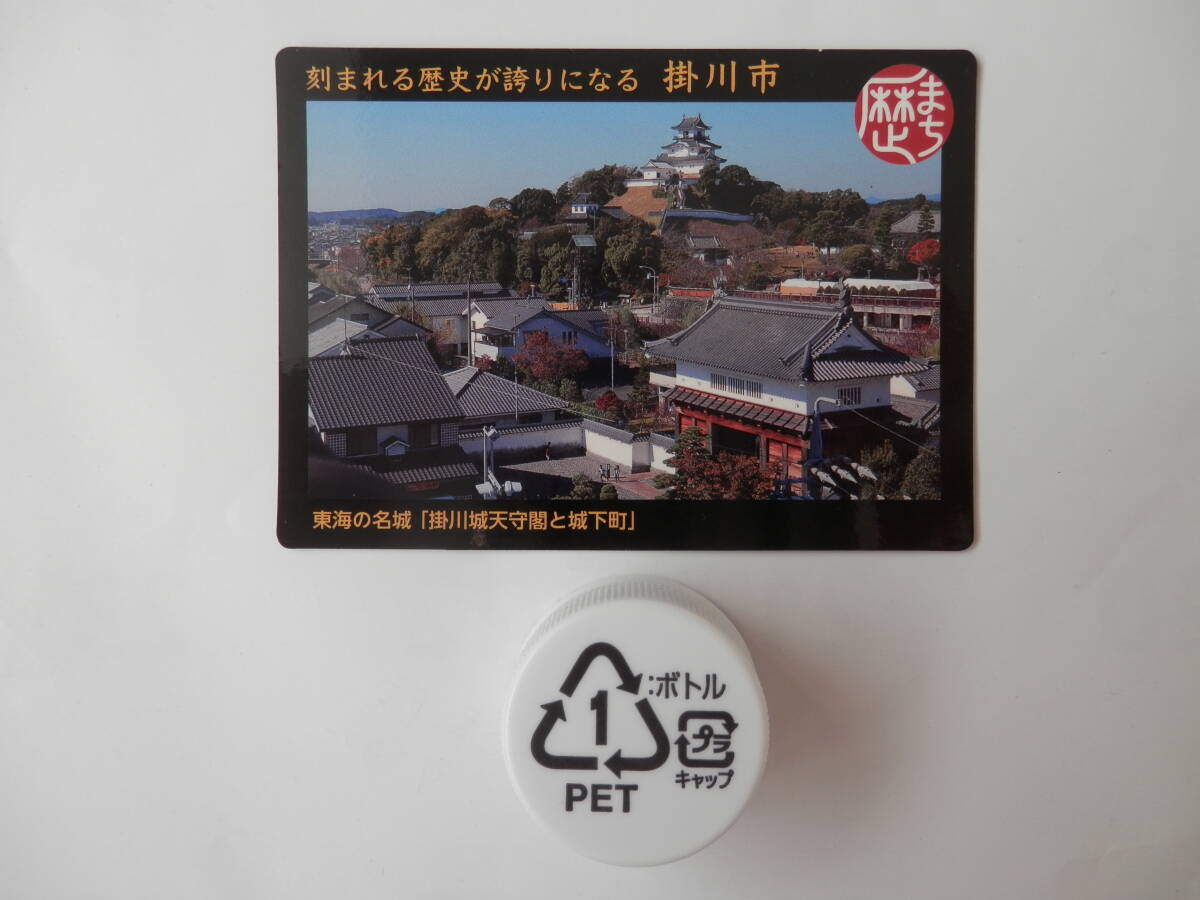 刻まれる歴史が誇りになる 掛川市
歴まち
東海の名城「掛川城天守閣と城下町」
1
:ボトル
PET
プラ
キャップ